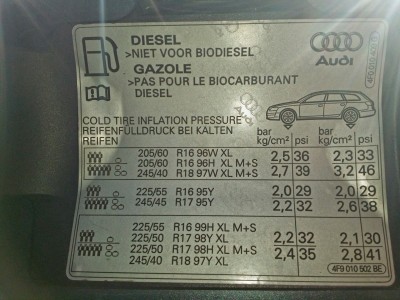 DIESEL
>NIET VOOR BIODIESEL
GAZOLE
>PAS POUR LE BIOCARBURANT
DIESEL
Audi
COLD TIRE INFLATION PRESSURE
REIFENFÜLLDRUCK BEI KALTEN
REIFEN
bar kg/cm² psi bar kg/cm² psi
205/60 R16 96W XL 2,5 36 2,3 33
205/60 R16 96H XL M+S
245/40 R18 97W XL M+S 2,7 39 3,2 46
225/55 R16 95Y 2,0 29 2,0 29
245/45 R17 95Y 2,2 32 2,6 38
225/55 R16 99H XL M+S
225/50 R17 98Y XL 2,2 32 2,1 30
225/50 R17 98H XL M+S 2,4 35 2,8 41
245/40 R18 97Y XL
4F9 010 502 BE